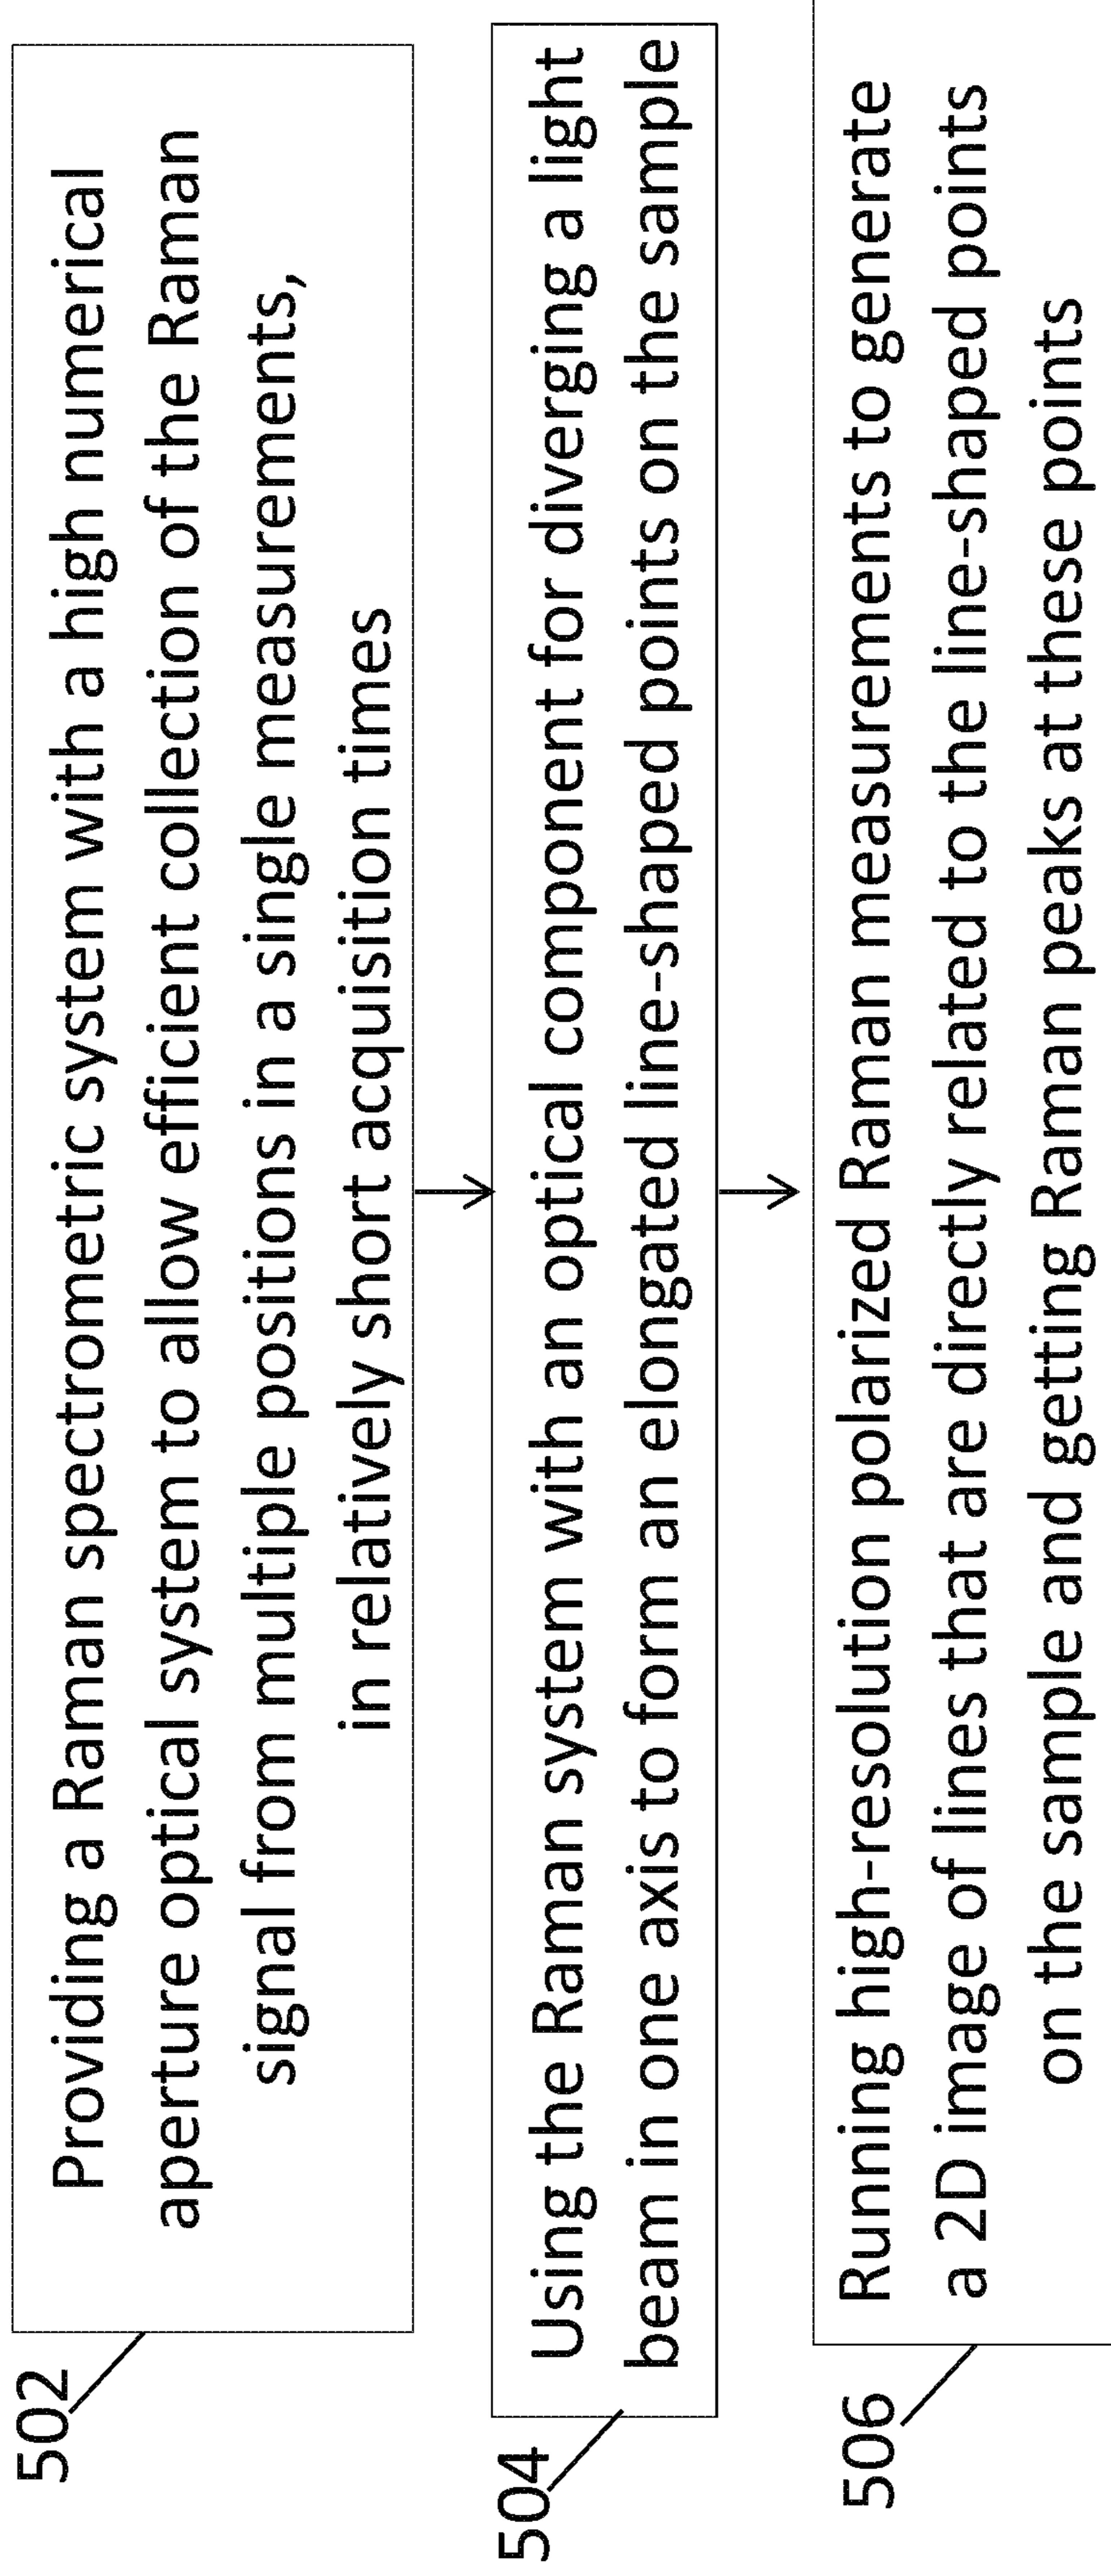 502
Providing a Raman spectrometric system with a high numerical
aperture optical system to allow efficient collection of the Raman
signal from multiple positions in a single measurements,
in relatively short acquisition times
504
Using the Raman system with an optical component for diverging a light
beam in one axis to form an elongated line-shaped points on the sample
506
Running high-resolution polarized Raman measurements to generate
a 2D image of lines that are directly related to the line-shaped points
on the sample and getting Raman peaks at these points